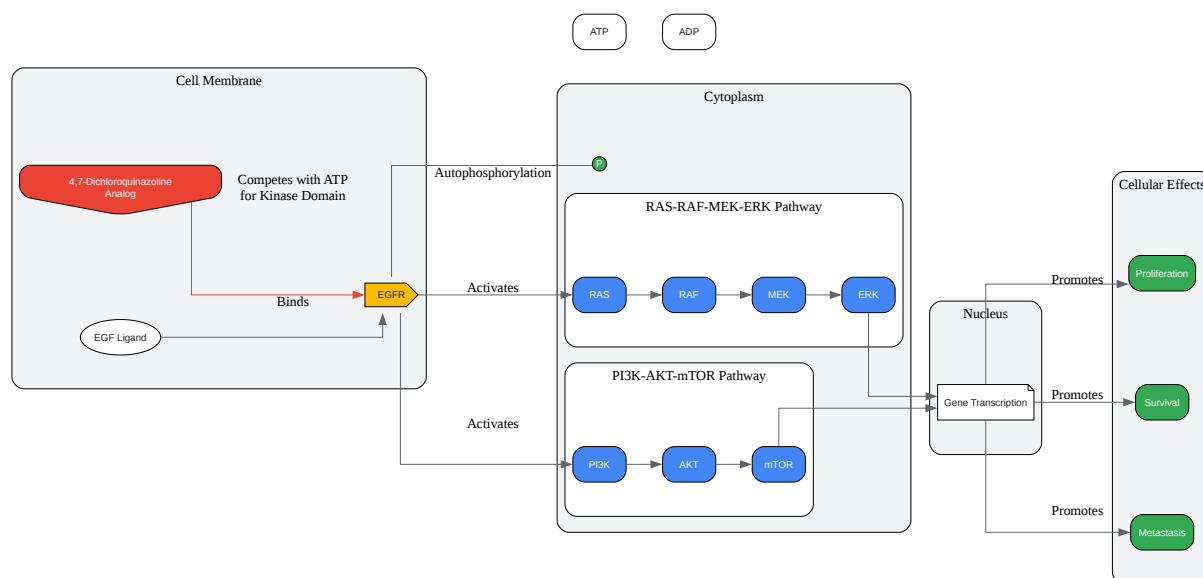 ATP
ADP
Cell Membrane
4,7-Dichloroquinazoline
Analog
Competes with ATP
for Kinase Domain
Binds
EGFR
EGF Ligand
Autophosphorylation
Activates
Activates
Cytoplasm
P
RAS-RAF-MEK-ERK Pathway
RAS
RAF
MEK
ERK
PI3K-AKT-mTOR Pathway
PI3K
AKT
mTOR
Nucleus
Gene Transcription
Promotes
Promotes
Promotes
Cellular Effects
Proliferation
Survival
Metastasis